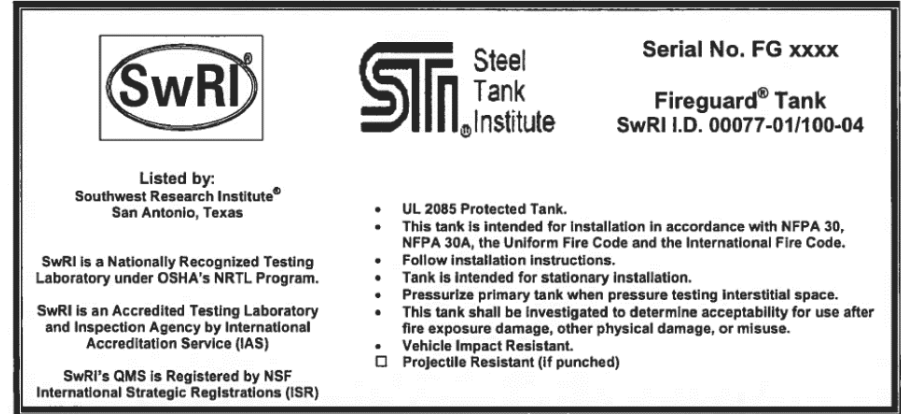 SwRI®
Listed by:
Southwest Research Institute®
San Antonio, Texas
SwRI is a Nationally Recognized Testing
Laboratory under OSHA's NRTL Program.
SwRI is an Accredited Testing Laboratory
and Inspection Agency by International
Accreditation Service (IAS)
SwRI's QMS is Registered by NSF
International Strategic Registrations (ISR)
STi® Steel
Tank
Institute
Serial No. FG xxxx
Fireguard® Tank
SwRI I.D. 00077-01/100-04
• UL 2085 Protected Tank.
• This tank is intended for installation in accordance with NFPA 30,
NFPA 30A, the Uniform Fire Code and the International Fire Code.
• Follow installation instructions.
• Tank is intended for stationary installation.
• Pressurize primary tank when pressure testing interstitial space.
• This tank shall be investigated to determine acceptability for use after
fire exposure damage, other physical damage, or misuse.
• Vehicle Impact Resistant.
☐ Projectile Resistant (if punched)